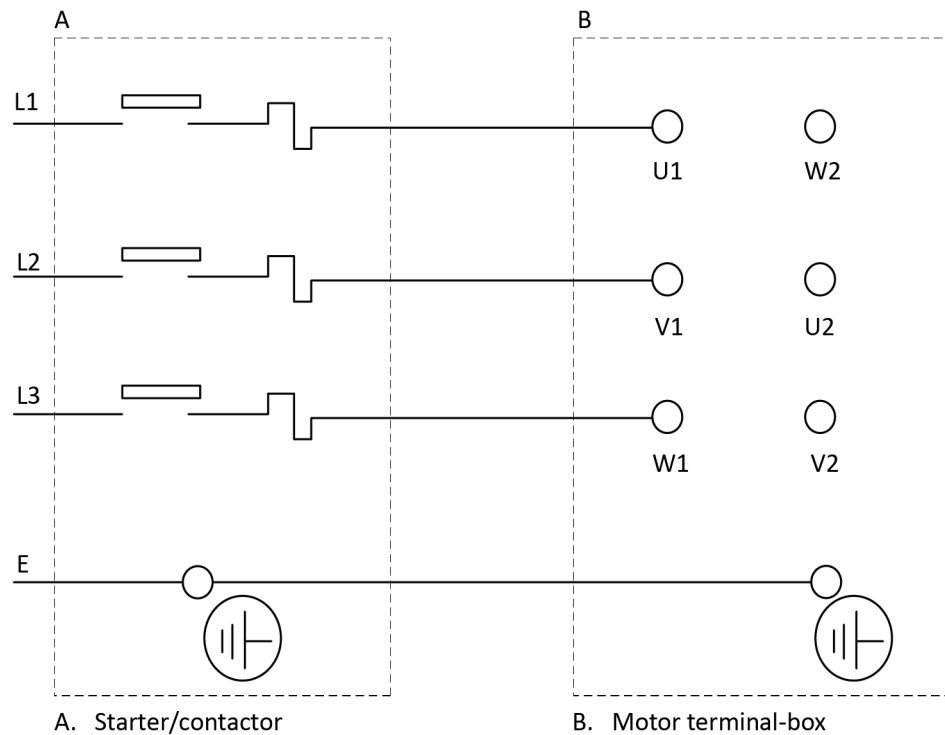 A
B
L1
U1
W2
L2
V1
U2
L3
W1
V2
E
A. Starter/contactor
B. Motor terminal-box